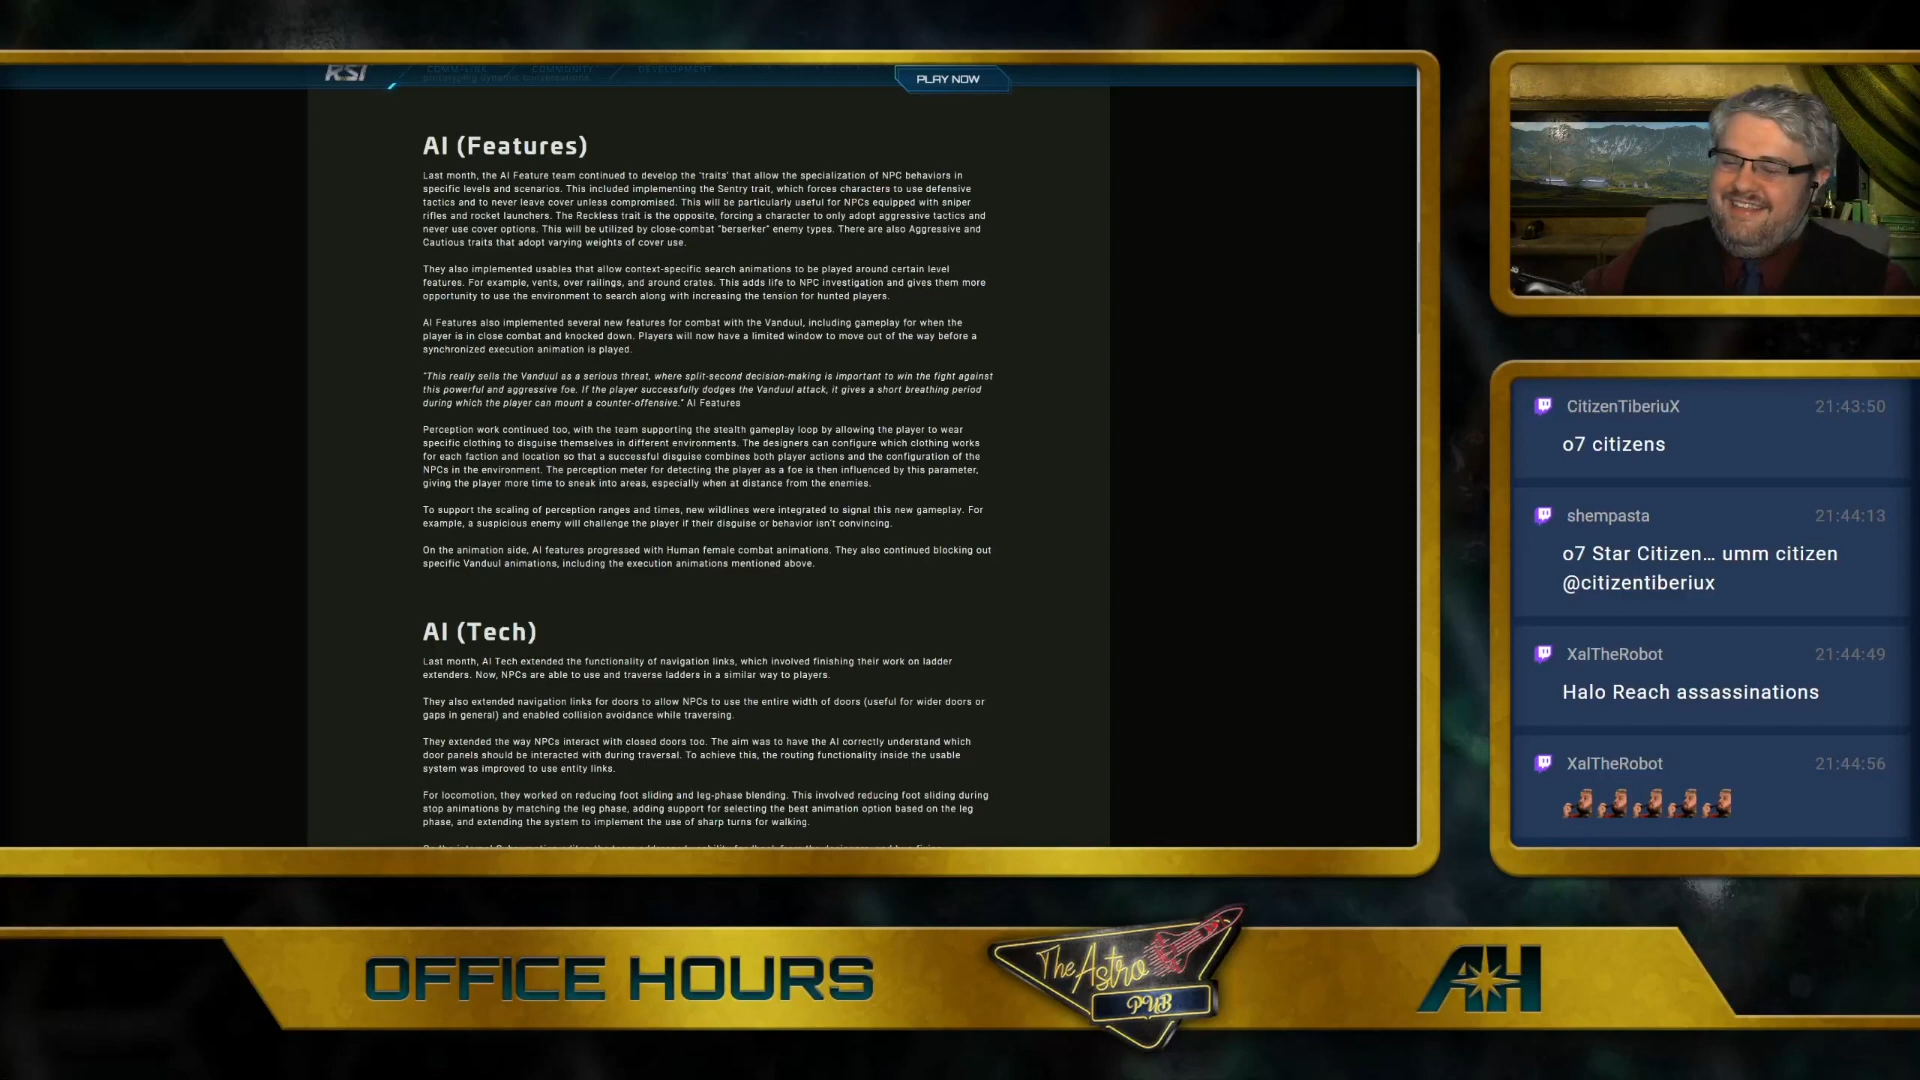 RSI
COMM-LINK COMMUNITY DEVELOPMENT
prototyping dynamic conversations.
PLAY NOW
AI (Features)
Last month, the AI Feature team continued to develop the 'traits' that allow the specialization of NPC behaviors in
specific levels and scenarios. This included implementing the Sentry trait, which forces characters to use defensive
tactics and to never leave cover unless compromised. This will be particularly useful for NPCs equipped with sniper
rifles and rocket launchers. The Reckless trait is the opposite, forcing a character to only adopt aggressive tactics and
never use cover options. This will be utilized by close-combat "berserker" enemy types. There are also Aggressive and
Cautious traits that adopt varying weights of cover use.
They also implemented usables that allow context-specific search animations to be played around certain level
features. For example, vents, over railings, and around crates. This adds life to NPC investigation and gives them more
opportunity to use the environment to search along with increasing the tension for hunted players.
AI Features also implemented several new features for combat with the Vanduul, including gameplay for when the
player is in close combat and knocked down. Players will now have a limited window to move out of the way before a
synchronized execution animation is played.
"This really sells the Vanduul as a serious threat, where split-second decision-making is important to win the fight against
this powerful and aggressive foe. If the player successfully dodges the Vanduul attack, it gives a short breathing period
during which the player can mount a counter-offensive." AI Features
Perception work continued too, with the team supporting the stealth gameplay loop by allowing the player to wear
specific clothing to disguise themselves in different environments. The designers can configure which clothing works
for each faction and location so that a successful disguise combines both player actions and the configuration of the
NPCs in the environment. The perception meter for detecting the player as a foe is then influenced by this parameter,
giving the player more time to sneak into areas, especially when at distance from the enemies.
To support the scaling of perception ranges and times, new wildlines were integrated to signal this new gameplay. For
example, a suspicious enemy will challenge the player if their disguise or behavior isn't convincing.
On the animation side, AI features progressed with Human female combat animations. They also continued blocking out
specific Vanduul animations, including the execution animations mentioned above.
AI (Tech)
Last month, AI Tech extended the functionality of navigation links, which involved finishing their work on ladder
extenders. Now, NPCs are able to use and traverse ladders in a similar way to players.
They also extended navigation links for doors to allow NPCs to use the entire width of doors (useful for wider doors or
gaps in general) and enabled collision avoidance while traversing.
They extended the way NPCs interact with closed doors too. The aim was to have the AI correctly understand which
door panels should be interacted with during traversal. To achieve this, the routing functionality inside the usable
system was improved to use entity links.
For locomotion, they worked on reducing foot sliding and leg-phase blending. This involved reducing foot sliding during
stop animations by matching the leg phase, adding support for selecting the best animation option based on the leg
phase, and extending the system to implement the use of sharp turns for walking.
CitizenTiberiuX 21:43:50
o7 citizens
shempasta 21:44:13
o7 Star Citizen... umm citizen
@citizentiberiux
XalTheRobot 21:44:49
Halo Reach assassinations
XalTheRobot 21:44:56
OFFICE HOURS
The Astro
PUB
AH